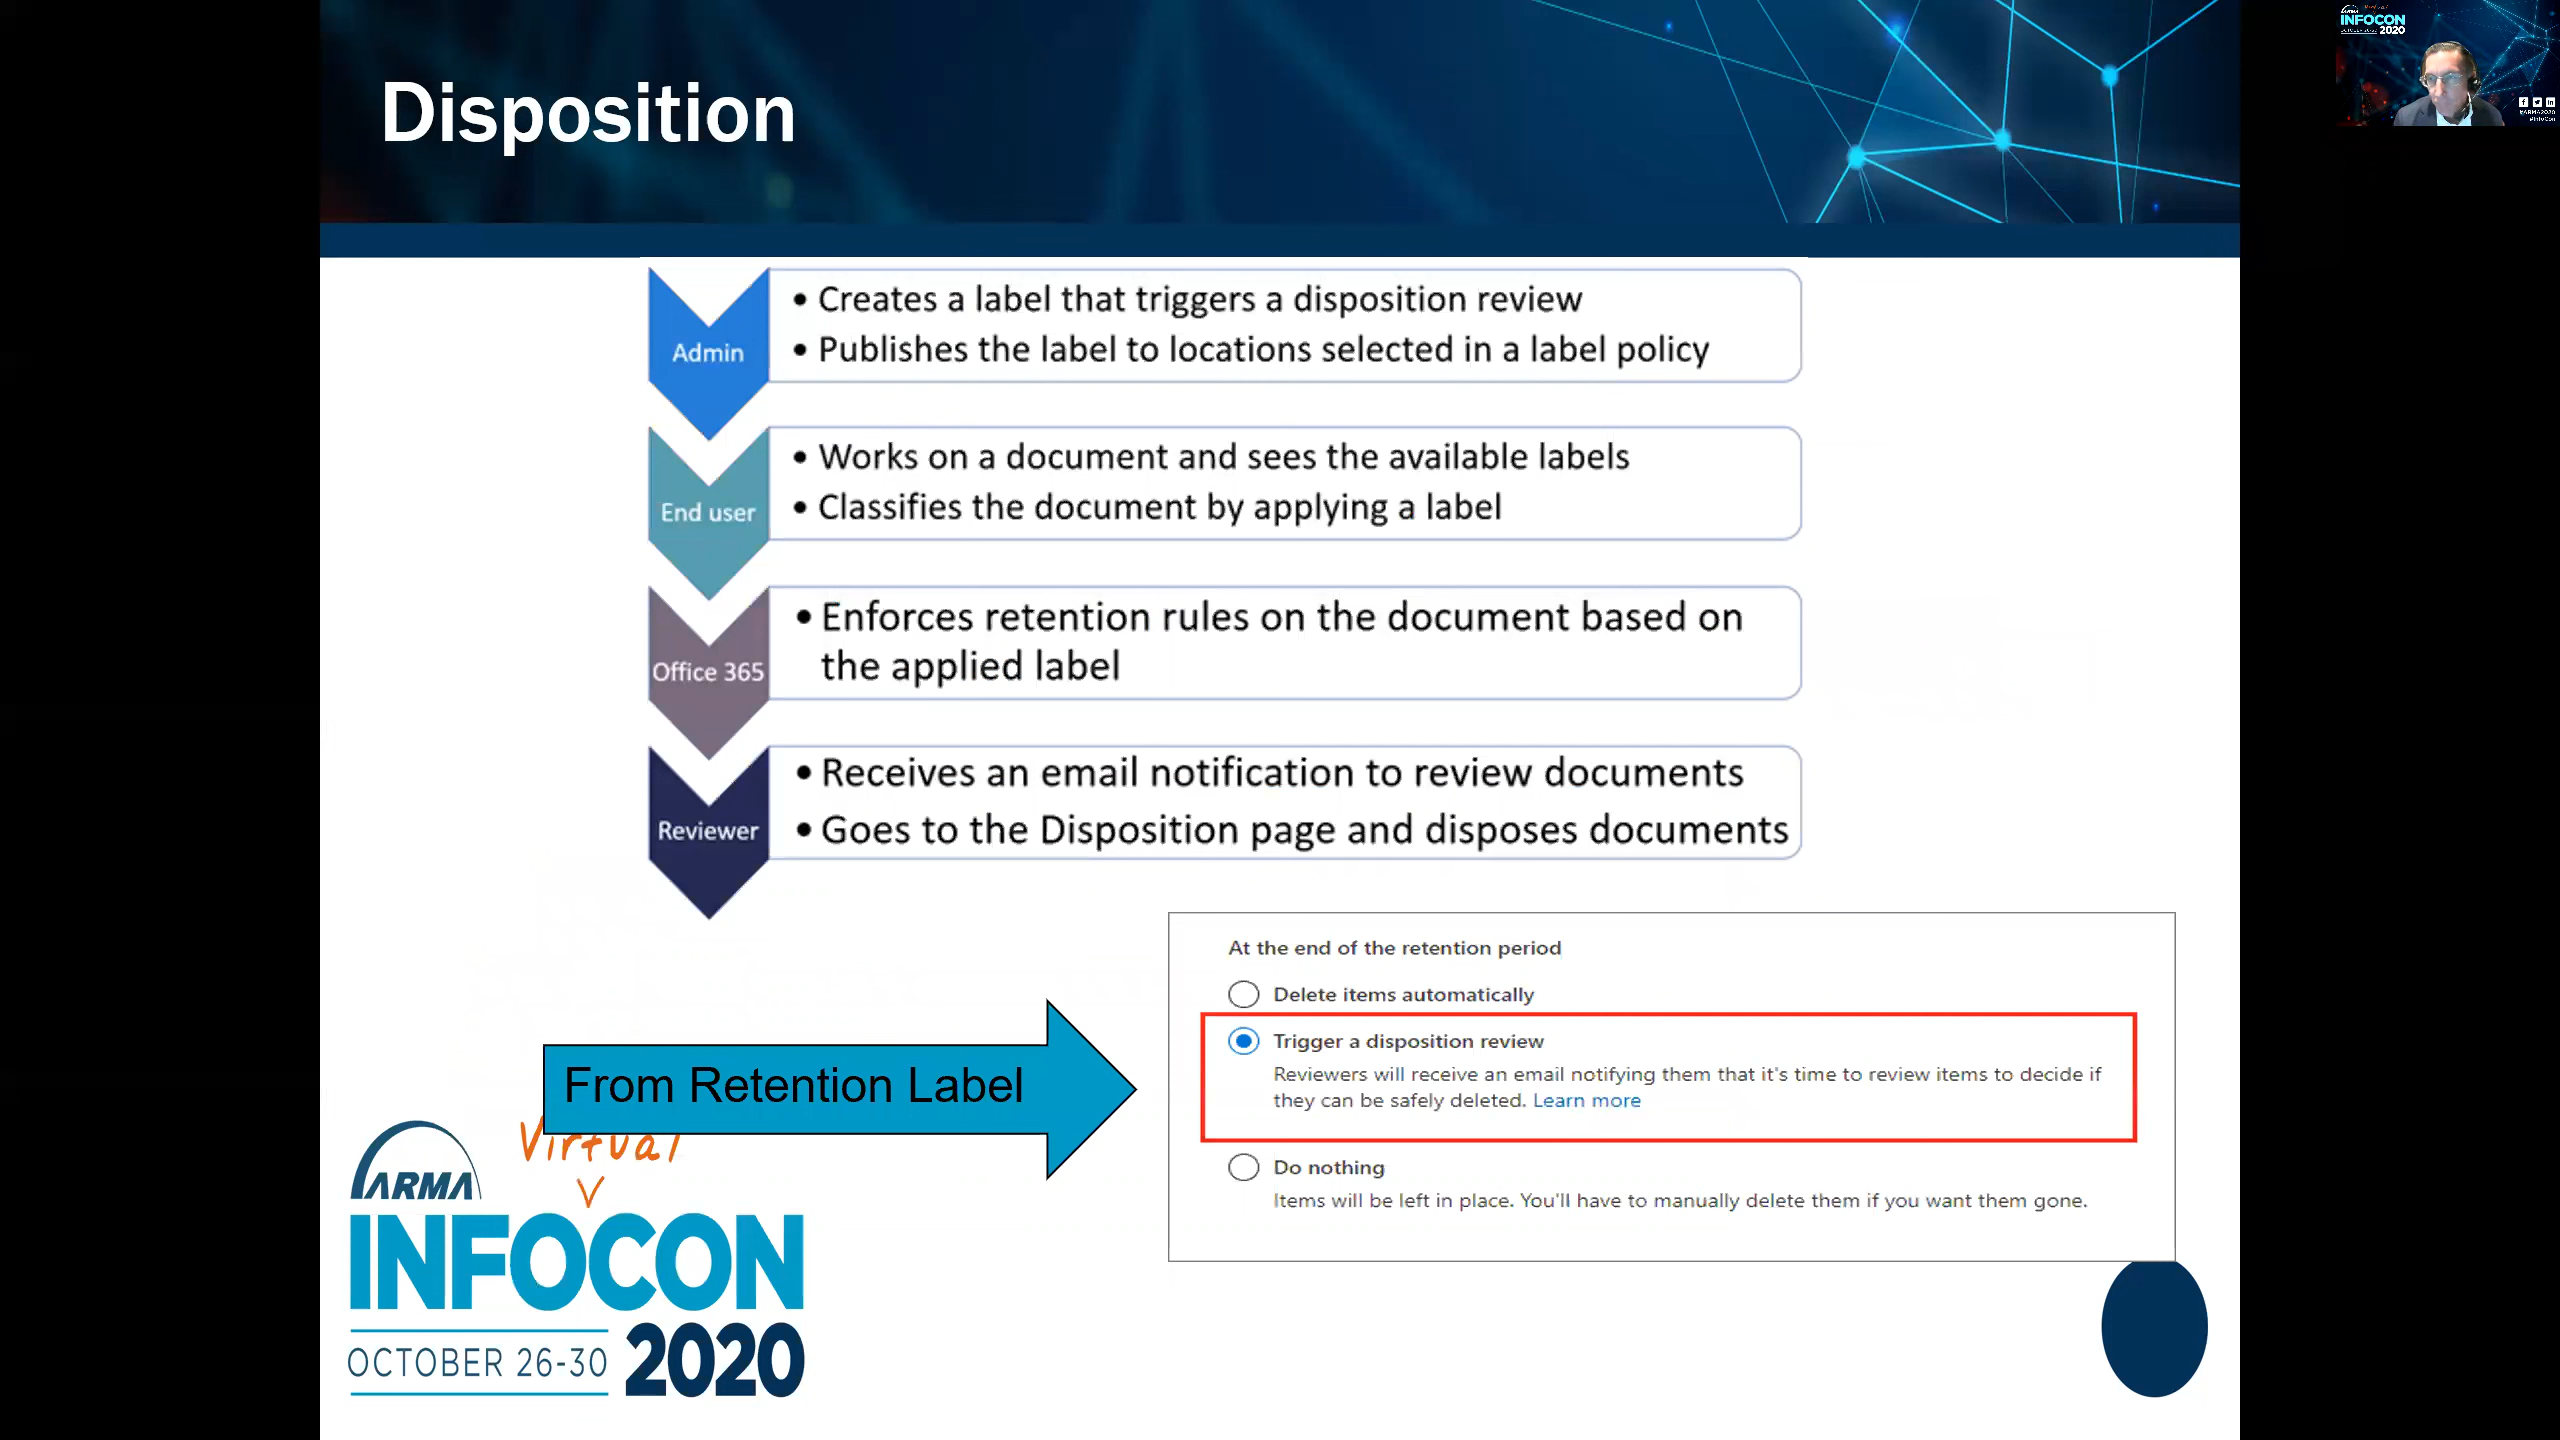 Disposition
Admin
• Creates a label that triggers a disposition review
• Publishes the label to locations selected in a label policy
End user
• Works on a document and sees the available labels
• Classifies the document by applying a label
Office 365
• Enforces retention rules on the document based on
the applied label
Reviewer
• Receives an email notification to review documents
• Goes to the Disposition page and disposes documents
From Retention Label
At the end of the retention period
Delete items automatically
Trigger a disposition review
Reviewers will receive an email notifying them that it's time to review items to decide if
they can be safely deleted. Learn more
Do nothing
Items will be left in place. You'll have to manually delete them if you want them gone.
ARMA
Virtual
V
INFOCON
OCTOBER 26-30 2020
Virtual
INFOCON
2020
#ARMA2020
#InfoCon